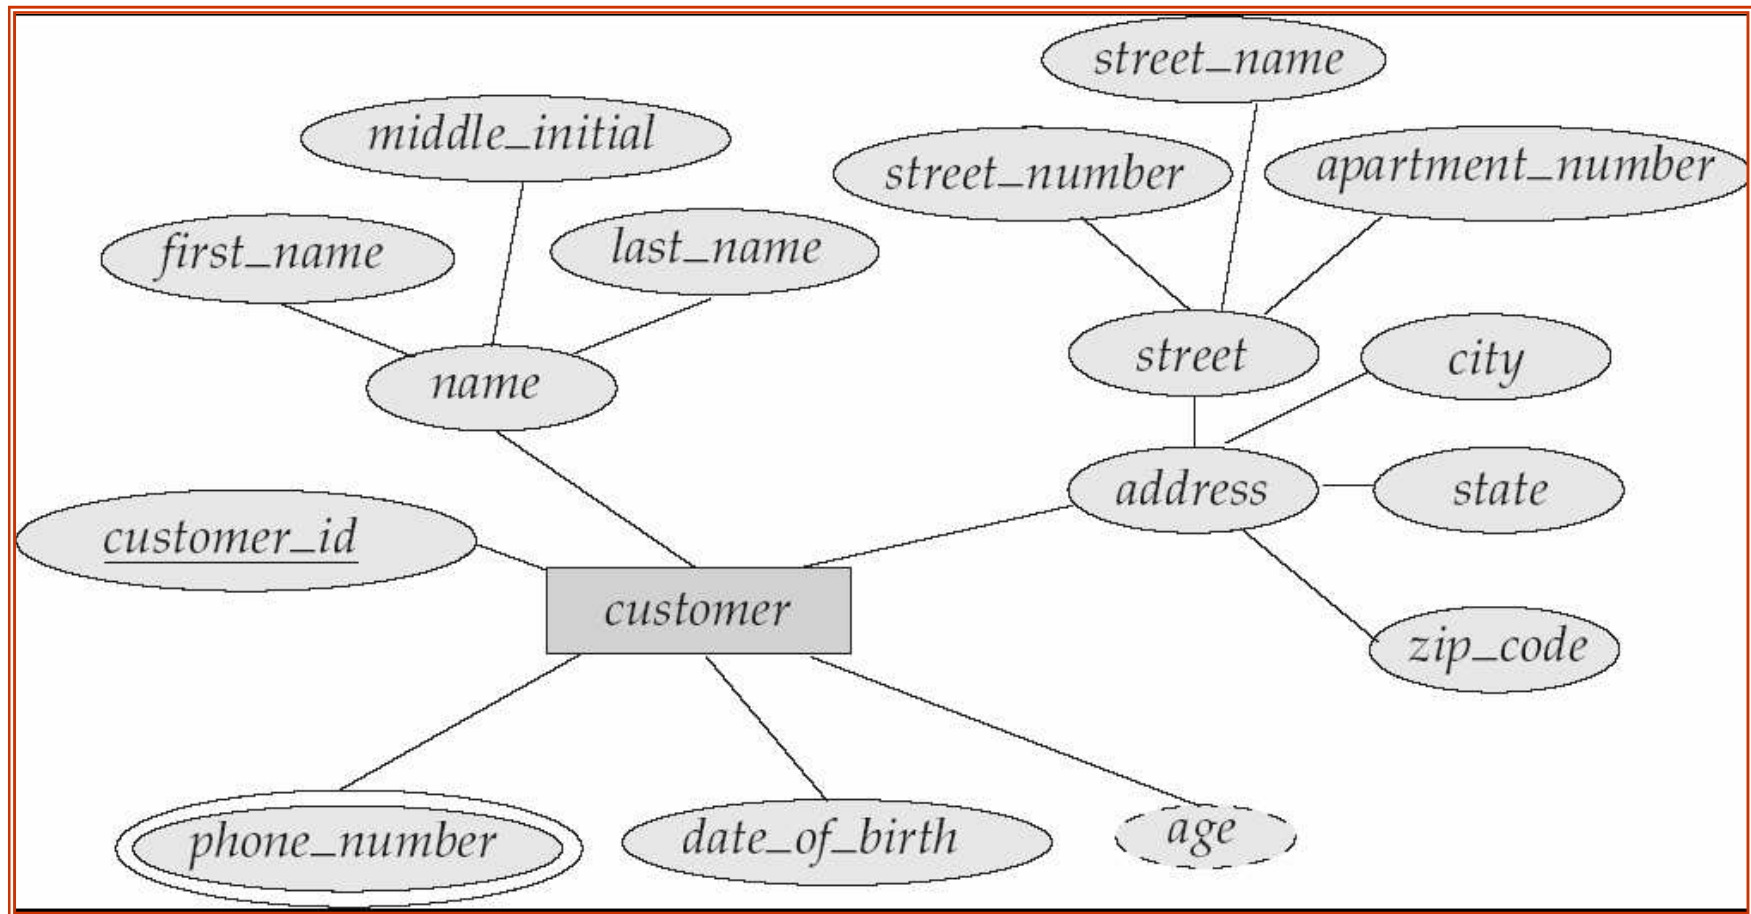 street_name
middle_initial
street_number
apartment_number
first_name
last_name
street
city
name
address
state
customer_id
customer
zip_code
phone_number
date_of_birth
age